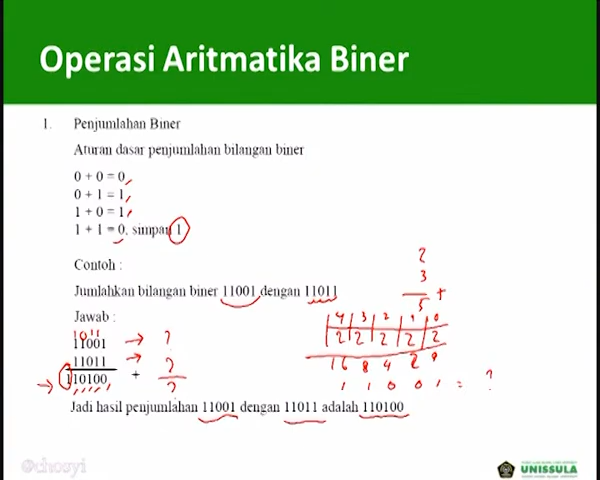 Operasi Aritmatika Biner
1. Penjumlahan Biner
Aturan dasar penjumlahan bilangan biner
0 + 0 = 0
0 + 1 = 1
1 + 0 = 1
1 + 1 = 0, simpan 1
Contoh :
2
3
5 +
Jumlahkan bilangan biner 11001 dengan 11011
Jawab :
4 3 2 1 0
2 2 2 2 2
16 8 4 2
1 1 0 0 1 = ?
11001 → ?
11011 → ?
110100 + ?
Jadi hasil penjumlahan 11001 dengan 11011 adalah 110100
@chosyi
UNISSULA